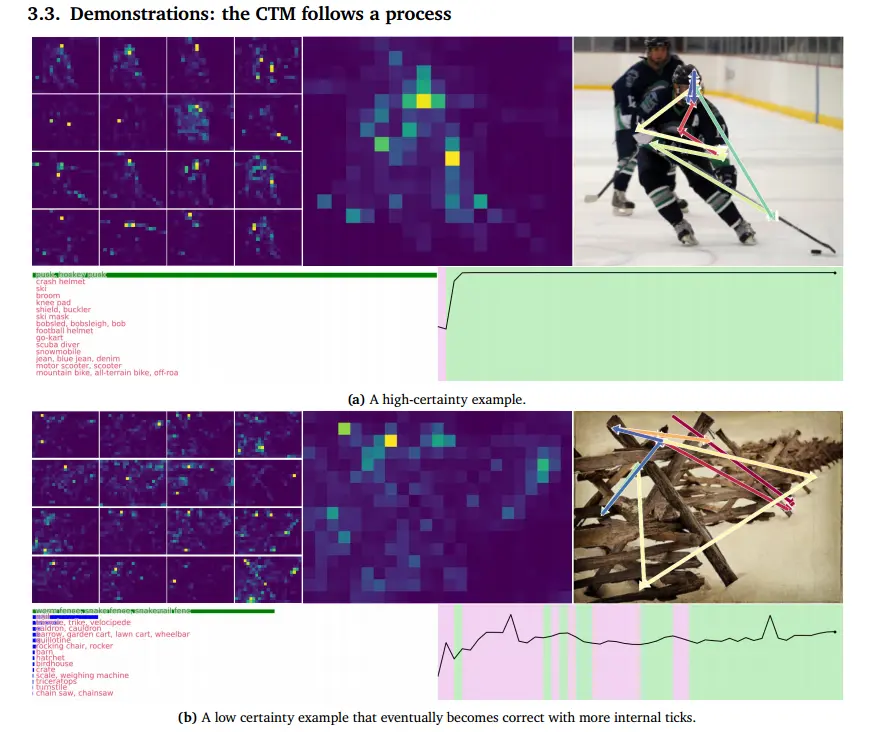 3.3. Demonstrations: the CTM follows a process
puck, hockey puck
crash helmet
ski
broom
knee pad
shield, buckler
ski mask
bobsled, bobsleigh, bob
football helmet
go-kart
scuba diver
snowmobile
jean, blue jean, denim
motor scooter, scooter
mountain bike, all-terrain bike, off-roa
(a) A high-certainty example.
worm fence, snake fence, snake-rail fenc
trike, velocipede
caldron, cauldron
barrow, garden cart, lawn cart, wheelbar
guillotine
rocking chair, rocker
barn
hatchet
birdhouse
crate
scale, weighing machine
triceratops
turnstile
chain saw, chainsaw
(b) A low certainty example that eventually becomes correct with more internal ticks.